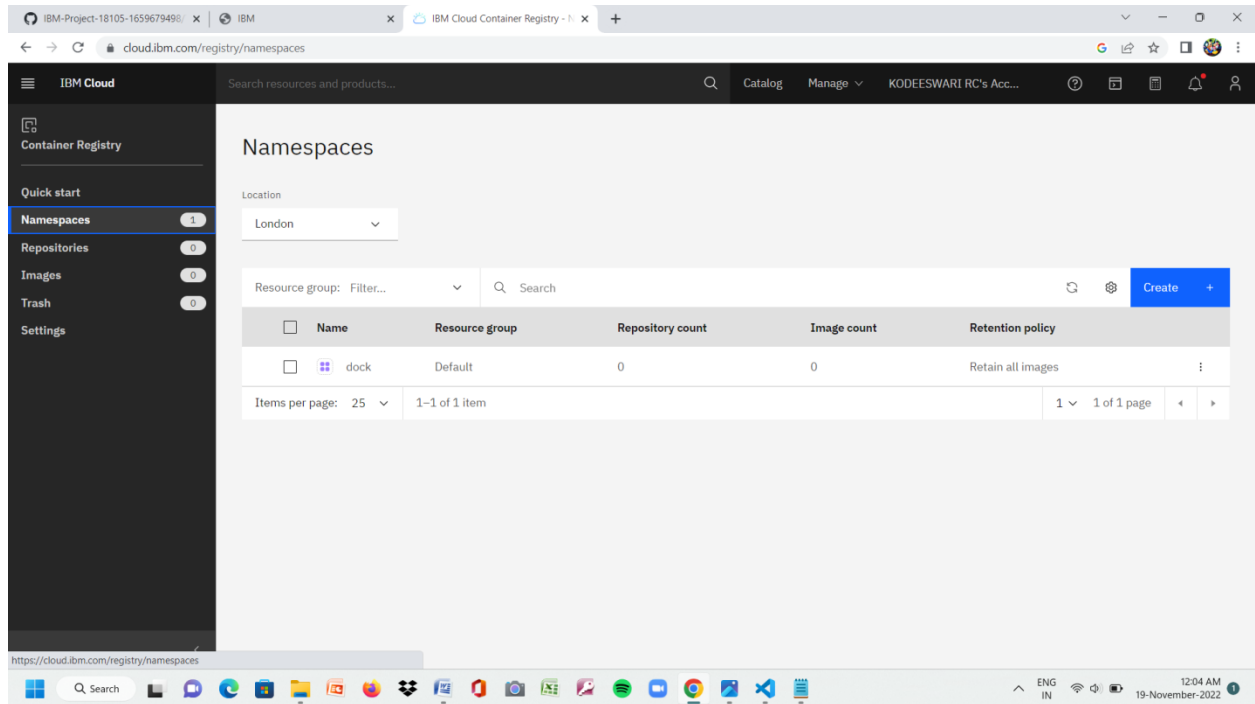 IBM-Project-18105-1659679498/
IBM
IBM Cloud Container Registry - N
cloud.ibm.com/registry/namespaces
IBM Cloud
Search resources and products...
Catalog
Manage
KODEESWARI RC's Acc...
Container Registry
Quick start
Namespaces 1
Repositories 0
Images 0
Trash 0
Settings
Namespaces
Location
London
Resource group: Filter...
Search
Create +
Name Resource group Repository count Image count Retention policy
dock Default 0 0 Retain all images
Items per page: 25 1–1 of 1 item 1 1 of 1 page
https://cloud.ibm.com/registry/namespaces
Search
ENG
IN
12:04 AM
19-November-2022
1